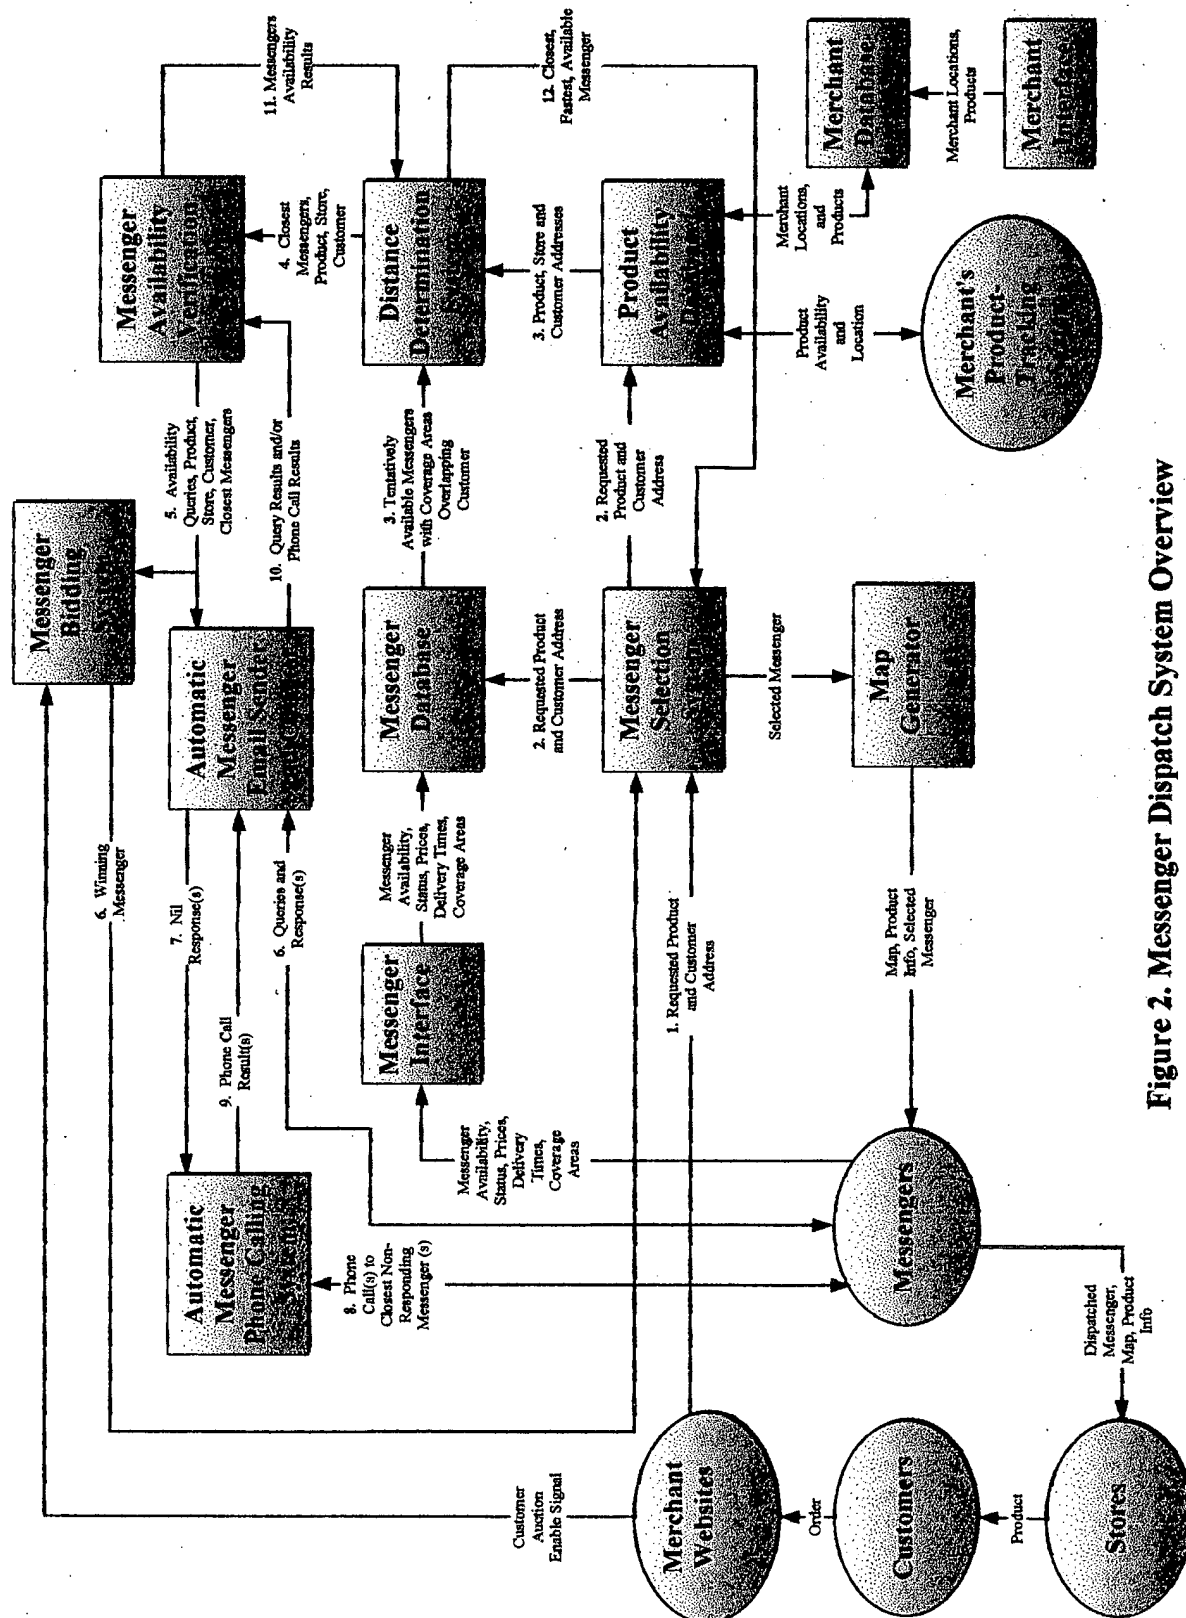 Messenger
Bidding
System
Messenger
Availability
Verification
Automatic
Messenger
Email Sender
Automatic
Messenger
Phone Calling
System
Customer
Auction
Enable Signal
6. Winning
Messenger
5. Availability
Queries, Product,
Store, Customer,
Closest Messengers
7. Nil
Response(s)
9. Phone Call
Result(s)
6. Queries and
Response(s)
10. Query Results and/or
Phone Call Results
11. Messengers
Availability
Results
8. Phone
Call(s) to
Closest Non-
Responding
Messenger (s)
4. Closest
Messengers,
Product, Store,
Customer
Messenger
Availability,
Status, Prices,
Delivery
Times,
Coverage
Areas
Messenger
Interface
Messenger
Availability,
Status, Prices,
Delivery Times,
Coverage Areas
Messenger
Database
3. Tentatively
Available Messengers
with Coverage Areas
Overlapping
Customer
Distance
Determination
System
12. Closest,
Fastest, Available
Messenger
2. Requested Product
and Customer Address
3. Product, Store and
Customer Addresses
Merchant
Websites
1. Requested Product
and Customer
Address
Messenger
Selection
System
2. Requested
Product and
Customer
Address
Product
Availability
Order
Selected Messenger
Product
Availability
and
Location
Merchant
Locations,
and
Products
Customers
Messengers
Map, Product
Info, Selected
Messenger
Map
Generator
Merchant's
Product-
Tracking
Merchant
Database
Product
Dispatched
Messenger,
Map, Product
Info
Merchant Locations,
Products
Stores
Merchant
Interface
Figure 2. Messenger Dispatch System Overview